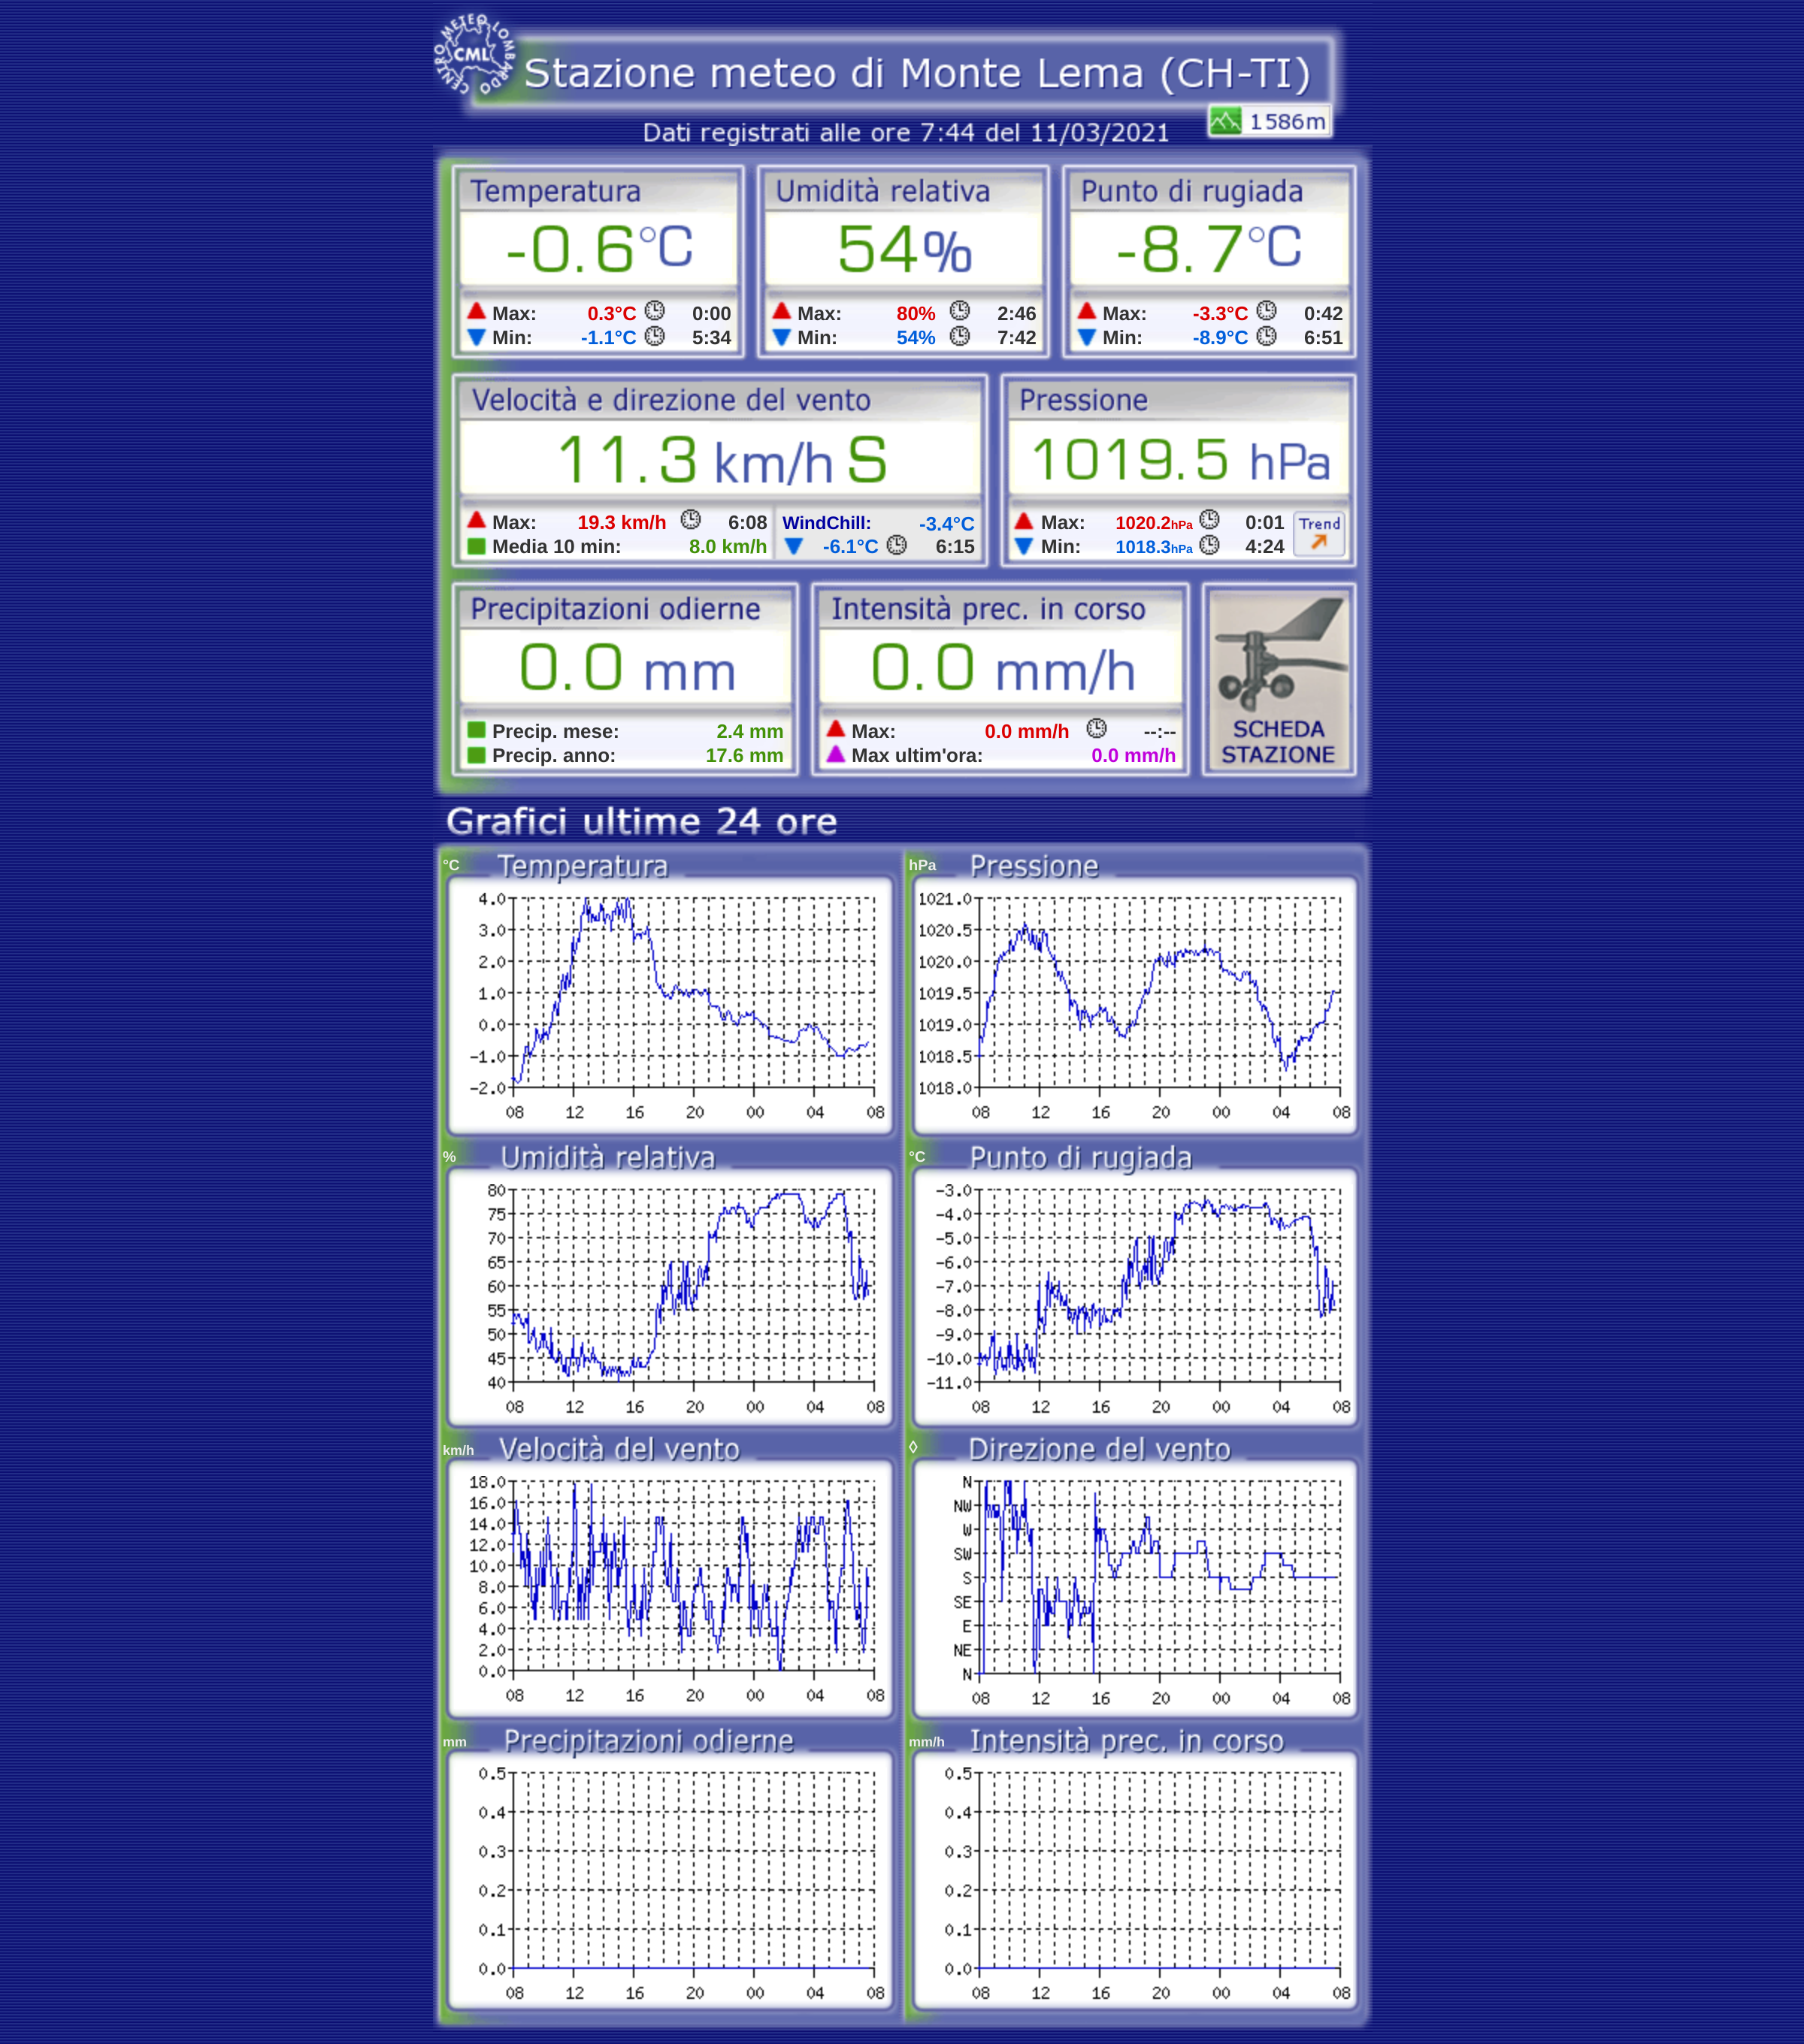 CENTRO METEO LOMBARDO
CML
Stazione meteo di Monte Lema (CH-TI)
1586m
Dati registrati alle ore 7:44 del 11/03/2021
Temperatura Umidità relativa Punto di rugiada
-0.6°C 54% -8.7°C
Max: 0.3°C 0:00 Max: 80% 2:46 Max: -3.3°C 0:42
Min: -1.1°C 5:34 Min: 54% 7:42 Min: -8.9°C 6:51
Velocità e direzione del vento Pressione
11.3 km/h S 1019.5 hPa
Max: 19.3 km/h 6:08 WindChill: -3.4°C Max: 1020.2hPa 0:01 Trend
Media 10 min: 8.0 km/h -6.1°C 6:15 Min: 1018.3hPa 4:24
Precipitazioni odierne Intensità prec. in corso
0.0 mm 0.0 mm/h
Precip. mese: 2.4 mm Max: 0.0 mm/h --:-- SCHEDA
Precip. anno: 17.6 mm Max ultim'ora: 0.0 mm/h STAZIONE
Grafici ultime 24 ore
°C Temperatura hPa Pressione
4.0 1021.0
3.0 1020.5
2.0 1020.0
1.0 1019.5
0.0 1019.0
-1.0 1018.5
-2.0 1018.0
08 12 16 20 00 04 08 08 12 16 20 00 04 08
% Umidità relativa °C Punto di rugiada
80 -3.0
75 -4.0
70 -5.0
65 -6.0
60 -7.0
55 -8.0
50 -9.0
45 -10.0
40 -11.0
08 12 16 20 00 04 08 08 12 16 20 00 04 08
km/h Velocità del vento ◊ Direzione del vento
18.0 N
16.0 NW
14.0 W
12.0 SW
10.0 S
8.0 SE
6.0 E
4.0 NE
2.0 N
0.0
08 12 16 20 00 04 08 08 12 16 20 00 04 08
mm Precipitazioni odierne mm/h Intensità prec. in corso
0.5 0.5
0.4 0.4
0.3 0.3
0.2 0.2
0.1 0.1
0.0 0.0
08 12 16 20 00 04 08 08 12 16 20 00 04 08